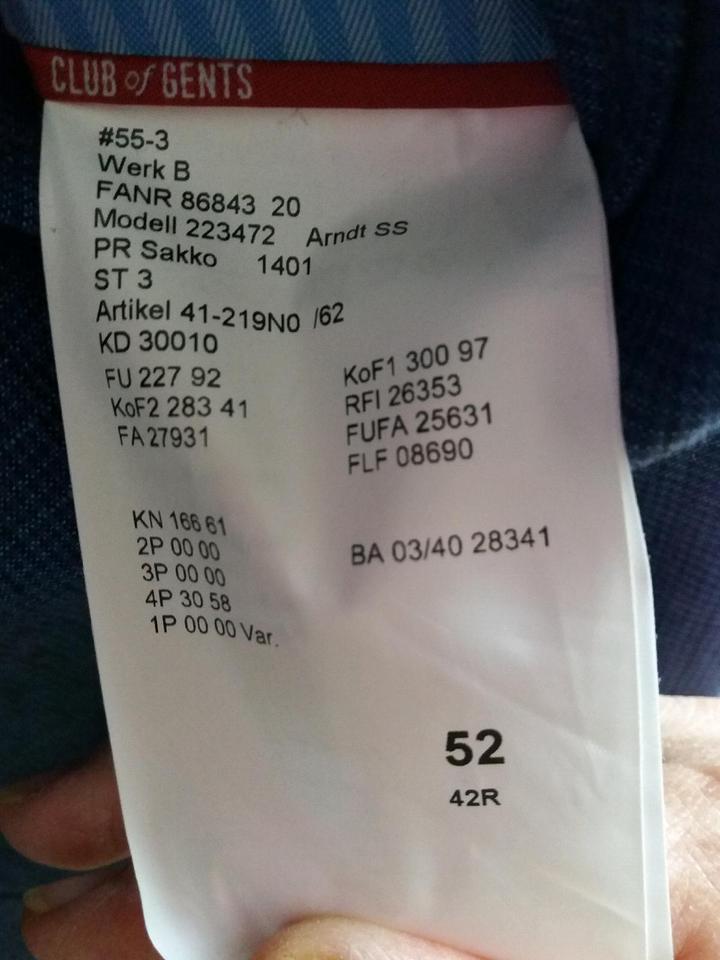 CLUB of GENTS
#55-3
Werk B
FANR 86843 20
Modell 223472 Arndt SS
PR Sakko 1401
ST 3
Artikel 41-219N0 /62
KD 30010
FU 227 92 KoF1 300 97
KoF2 283 41 RFI 26353
FA 27931 FUFA 25631
FLF 08690
KN 166 61
2P 00 00 BA 03/40 28341
3P 00 00
4P 30 58
1P 00 00 Var.
52
42R